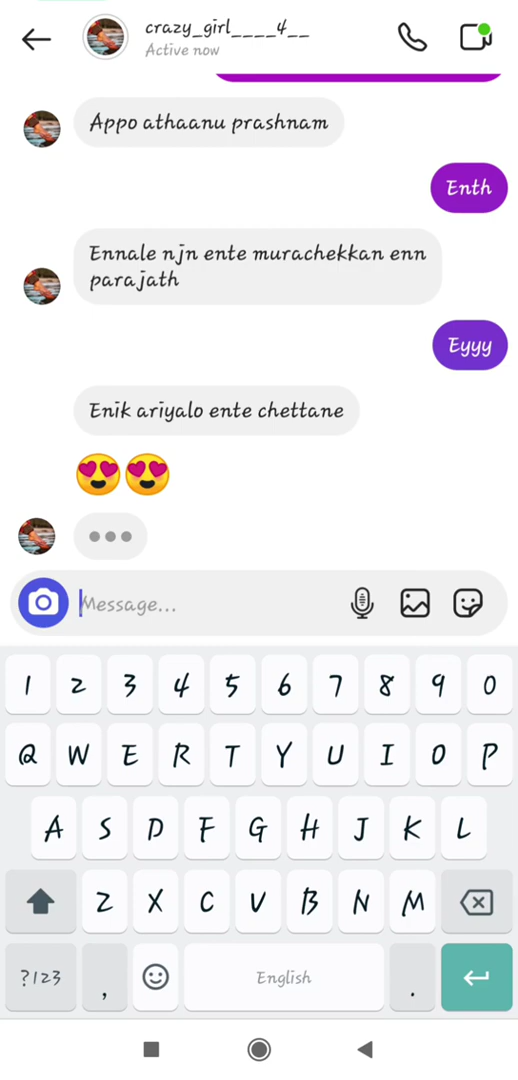 crazy_girl____4__
Active now
Appo athaanu prashnam
Enth
Ennale njn ente murachekkan enn
parajath
Eyyy
Enik ariyalo ente chettane
Message...
1 2 3 4 5 6 7 8 9 0
Q W E R T Y U I O P
A S D F G H J K L
Z X C V B N M
?123 , English .